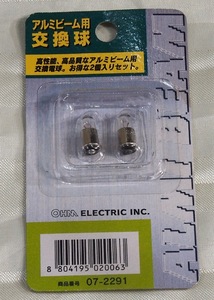 アルミビーム用
交換球
高性能、高品質なアルミビーム用
交換電球。お得な2個入りセット。
ALMI BEAM
OHM ELECTRIC INC.
8 804195 020063
商品番号 07-2291